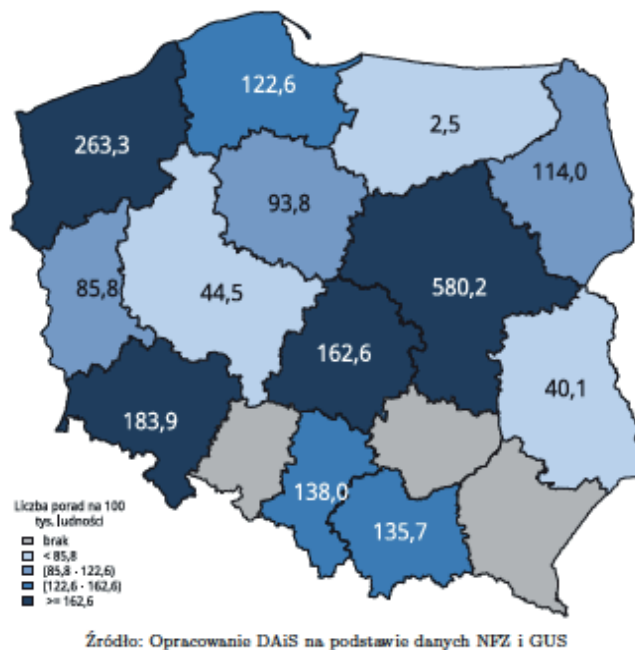 122,6
2,5
263,3
114,0
93,8
85,8
44,5
580,2
162,6
40,1
183,9
138,0
135,7
Liczba porad na 100
tys. ludności
brak
< 85,8
[85,8 - 122,6)
[122,6 - 162,6)
>= 162,6
Źródło: Opracowanie DAiS na podstawie danych NFZ i GUS